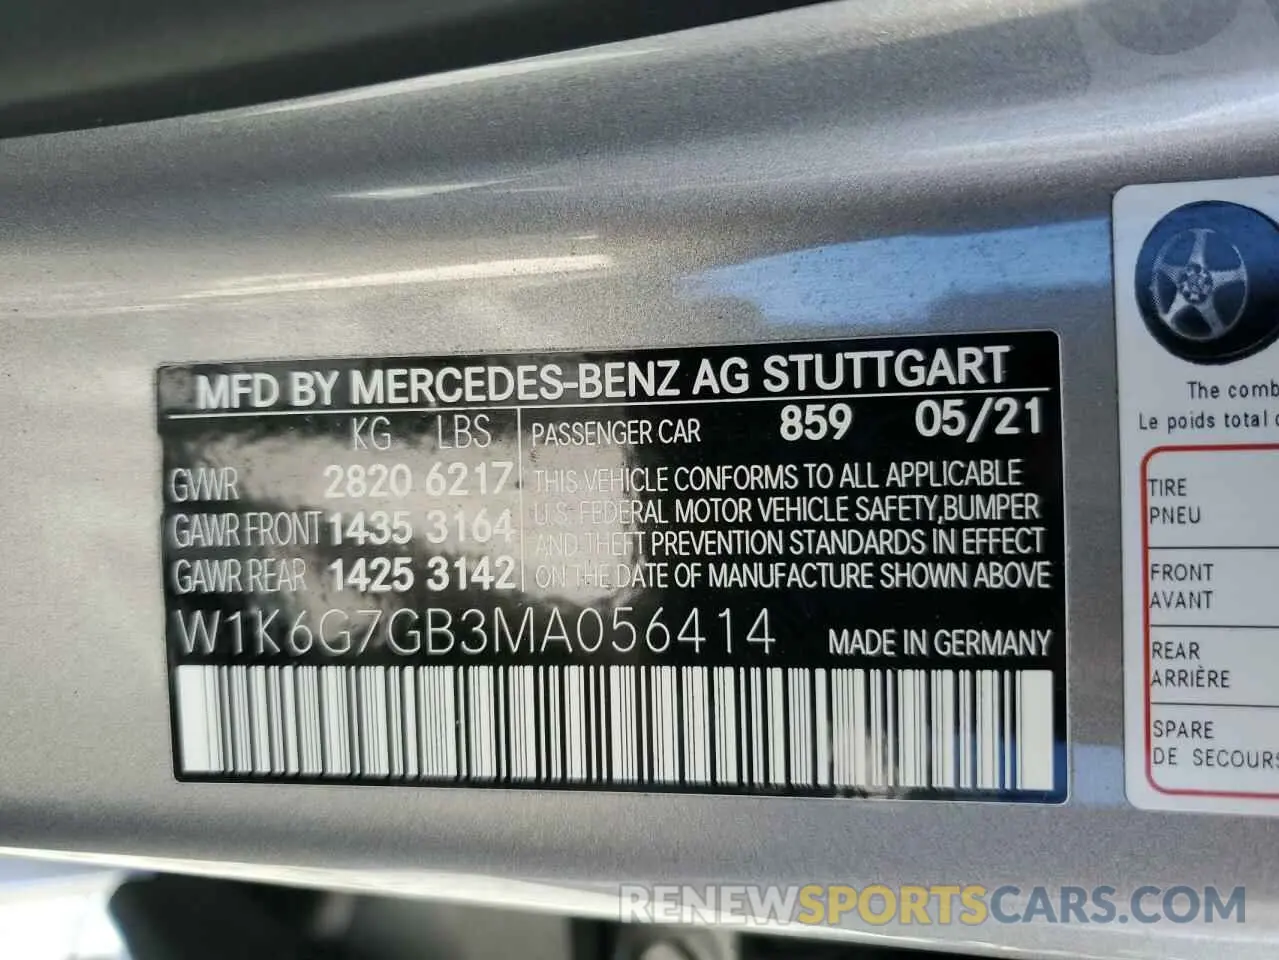 MFD BY MERCEDES-BENZ AG STUTTGART
KG LBS PASSENGER CAR 859 05/21
GVWR 2820 6217 THIS VEHICLE CONFORMS TO ALL APPLICABLE
GAWR FRONT 1435 3164 U.S. FEDERAL MOTOR VEHICLE SAFETY,BUMPER
AND THEFT PREVENTION STANDARDS IN EFFECT
GAWR REAR 1425 3142 ON THE DATE OF MANUFACTURE SHOWN ABOVE
W1K6G7GB3MA056414 MADE IN GERMANY
The comb
Le poids total
TIRE
PNEU
FRONT
AVANT
REAR
ARRIÈRE
SPARE
DE SECOURS
RENEWSPORTSCARS.COM